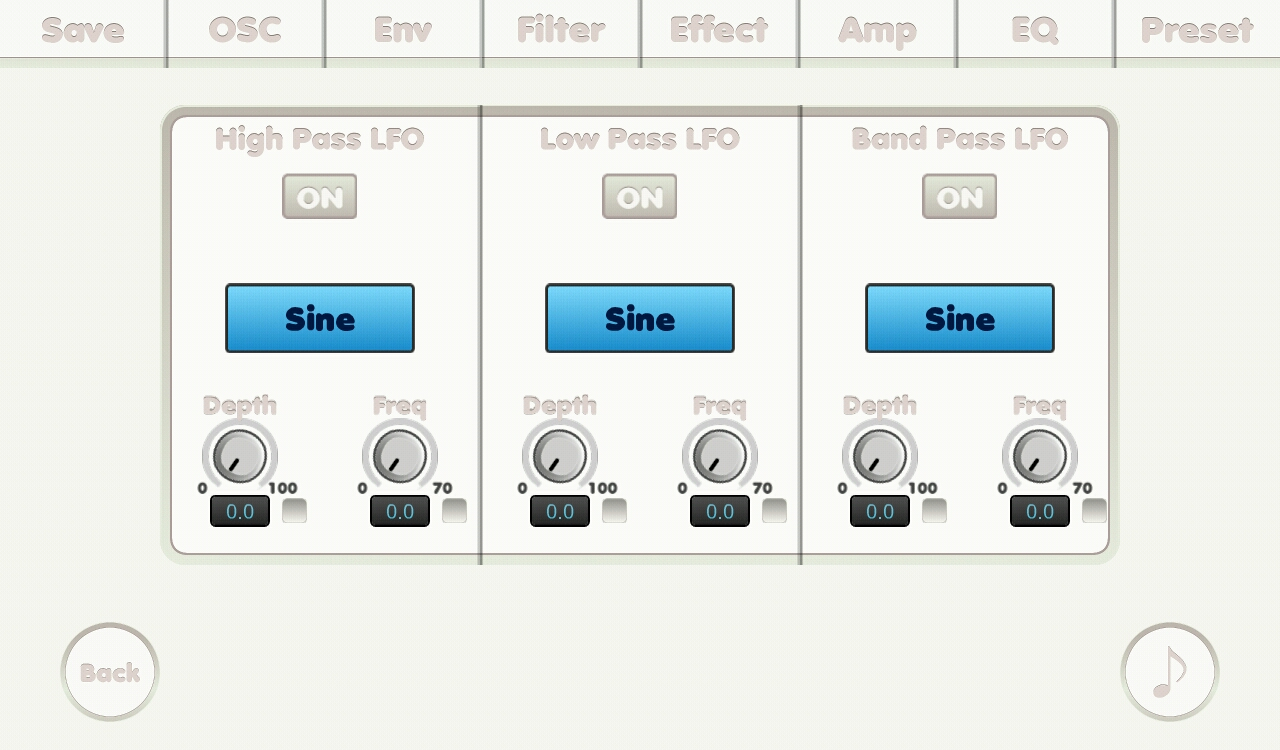 Save OSC Env Filter Effect Amp EQ Preset
High Pass LFO Low Pass LFO Band Pass LFO
ON ON ON
Sine Sine Sine
Depth Freq Depth Freq Depth Freq
0 100 0 70 0 100 0 70 0 100 0 70
0.0 0.0 0.0 0.0 0.0 0.0
Back